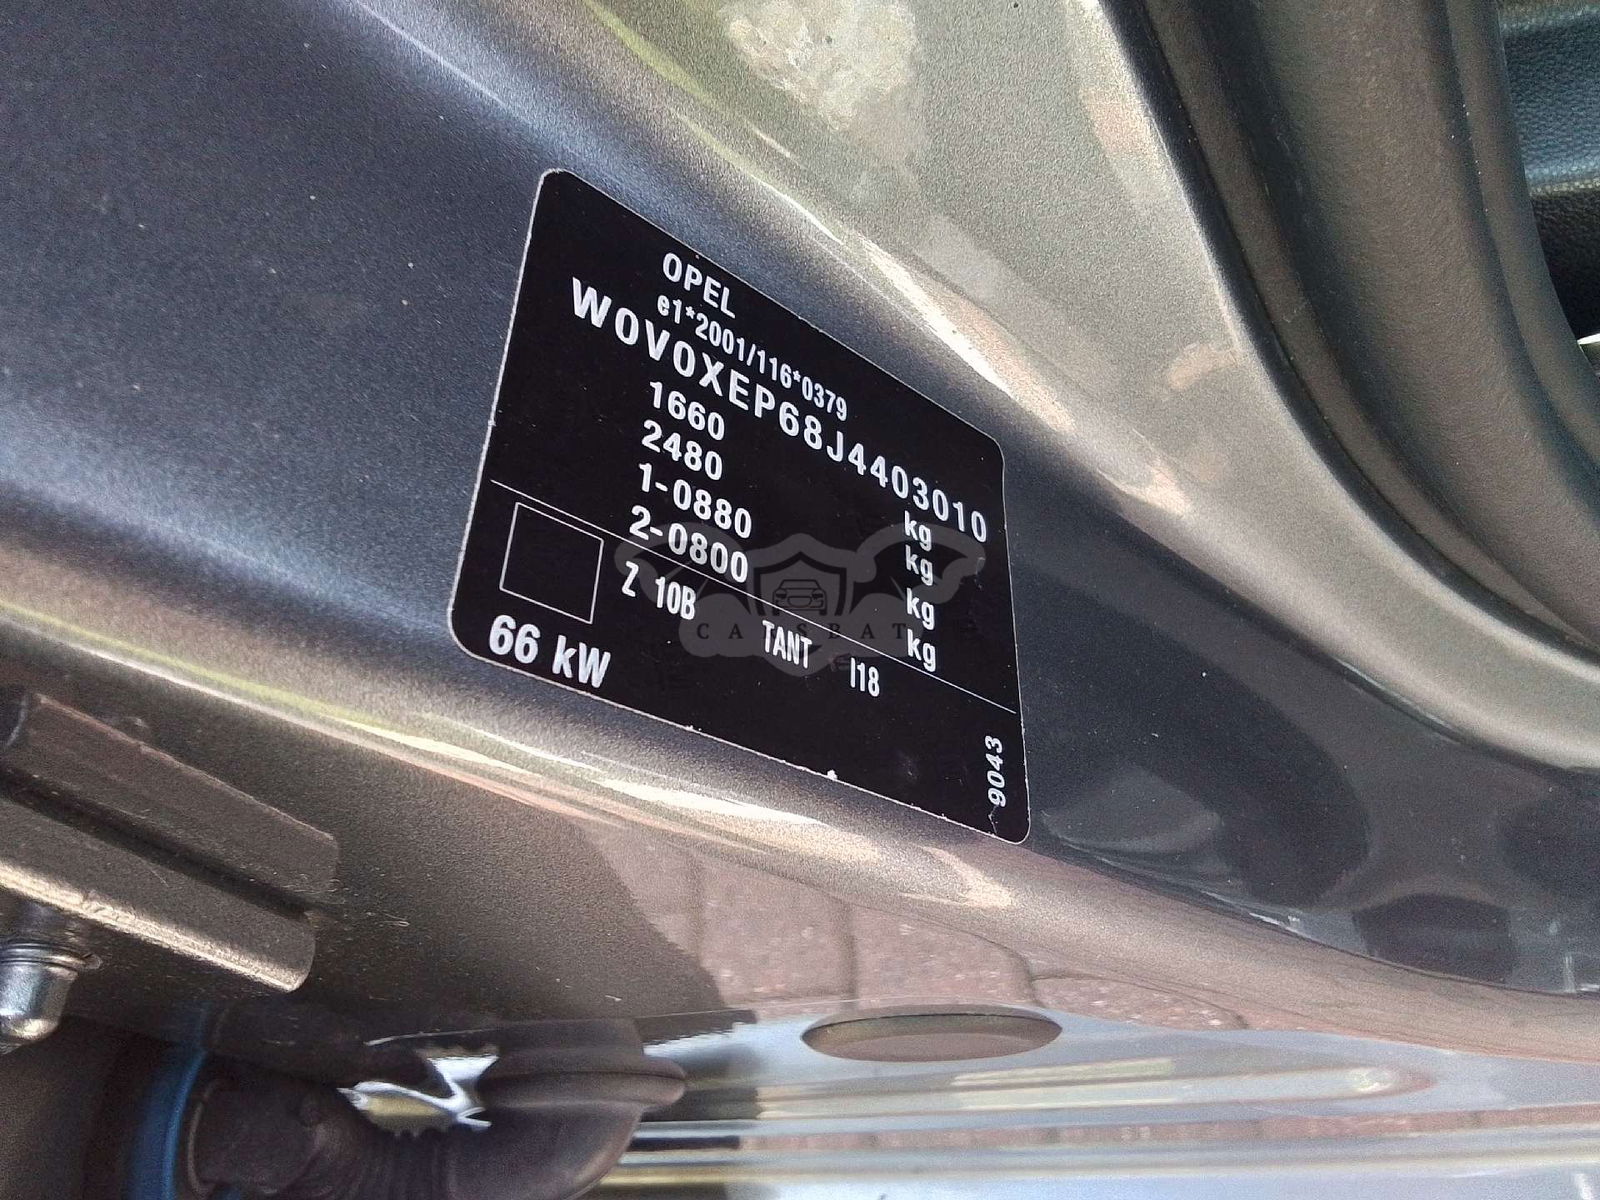 OPEL
e1*2001/116*0379
W0V0XEP68J4403010
1660 kg
2480 kg
1-0880 kg
2-0800 kg
Z 10B TANT I18
66 kW
9043
CARSBAT